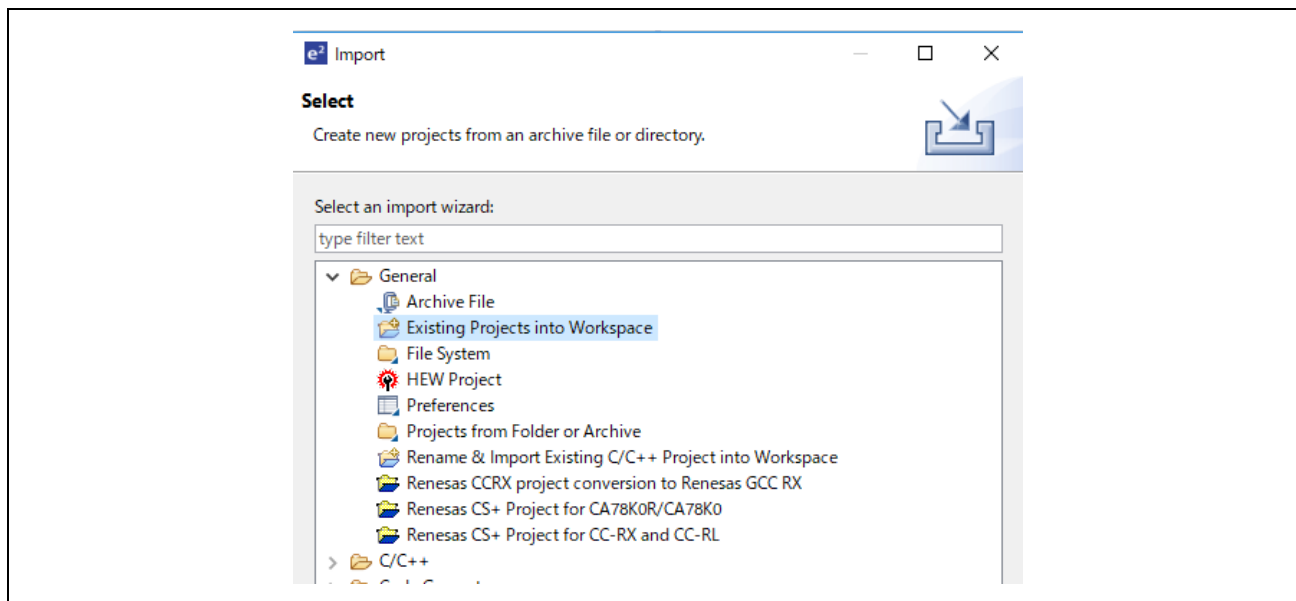 e² Import
Select
Create new projects from an archive file or directory.
Select an import wizard:
type filter text
General
Archive File
Existing Projects into Workspace
File System
HEW Project
Preferences
Projects from Folder or Archive
Rename & Import Existing C/C++ Project into Workspace
Renesas CCRX project conversion to Renesas GCC RX
Renesas CS+ Project for CA78K0R/CA78K0
Renesas CS+ Project for CC-RX and CC-RL
C/C++